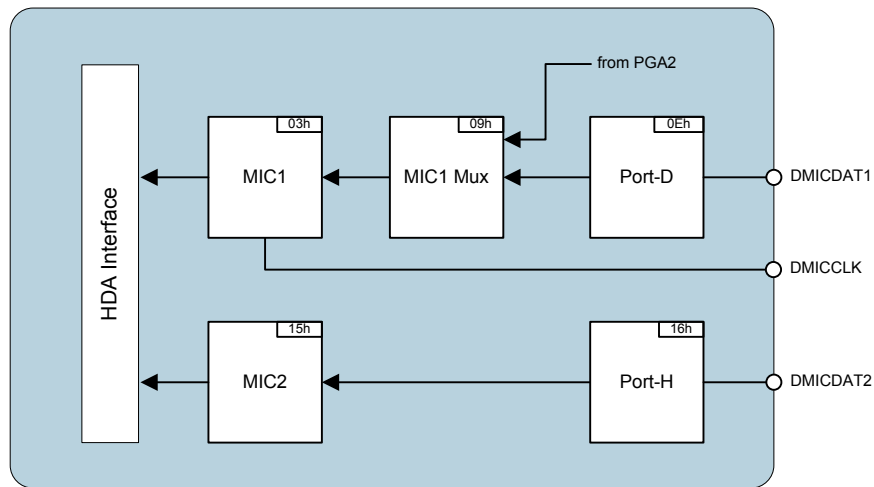 from PGA2
03h
09h
0Eh
MIC1
MIC1 Mux
Port-D
DMICDAT1
HDA Interface
DMICCLK
15h
16h
MIC2
Port-H
DMICDAT2